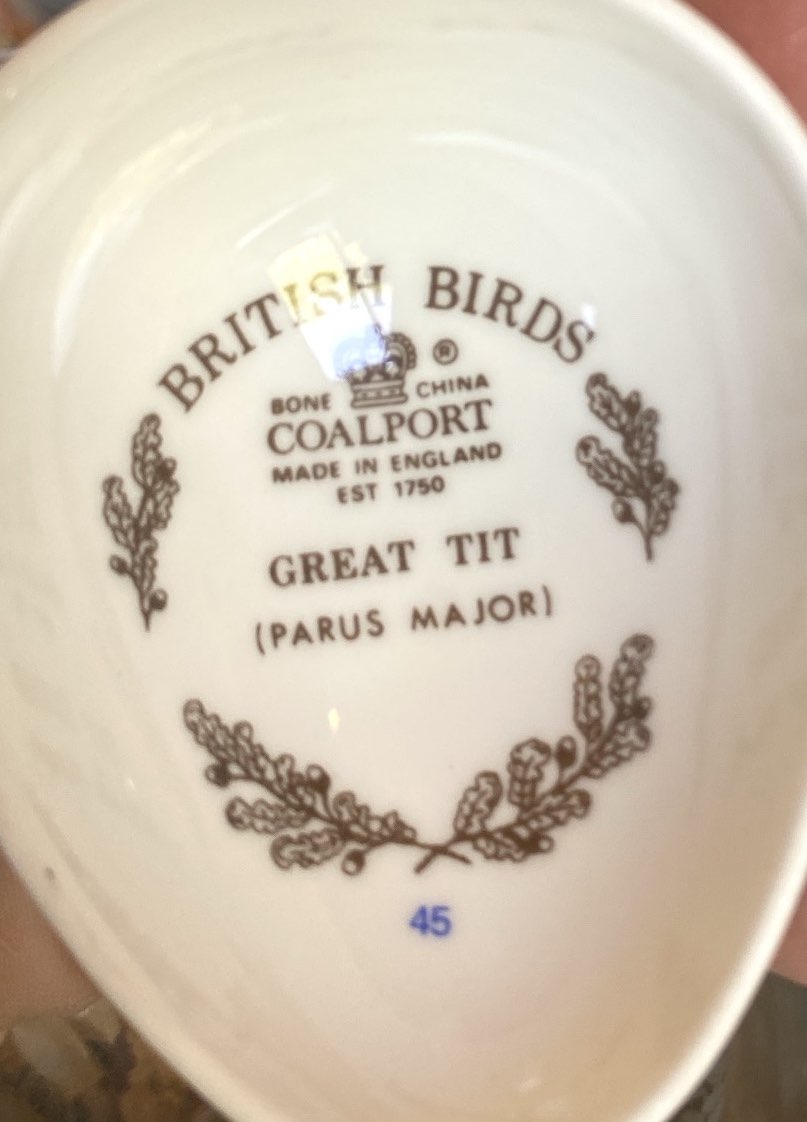 BRITISH BIRDS
®
BONE CHINA
COALPORT
MADE IN ENGLAND
EST 1750
GREAT TIT
(PARUS MAJOR)
45